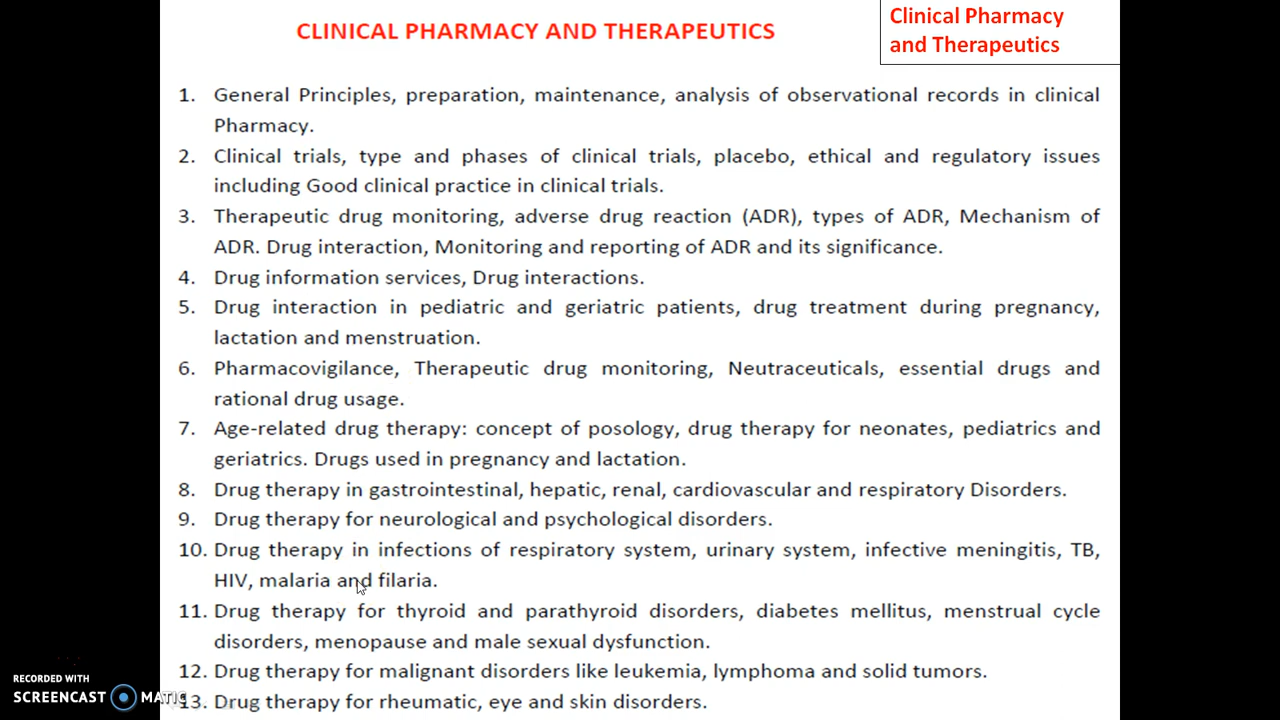 CLINICAL PHARMACY AND THERAPEUTICS
Clinical Pharmacy
and Therapeutics
1. General Principles, preparation, maintenance, analysis of observational records in clinical
Pharmacy.
2. Clinical trials, type and phases of clinical trials, placebo, ethical and regulatory issues
including Good clinical practice in clinical trials.
3. Therapeutic drug monitoring, adverse drug reaction (ADR), types of ADR, Mechanism of
ADR. Drug interaction, Monitoring and reporting of ADR and its significance.
4. Drug information services, Drug interactions.
5. Drug interaction in pediatric and geriatric patients, drug treatment during pregnancy,
lactation and menstruation.
6. Pharmacovigilance, Therapeutic drug monitoring, Neutraceuticals, essential drugs and
rational drug usage.
7. Age-related drug therapy: concept of posology, drug therapy for neonates, pediatrics and
geriatrics. Drugs used in pregnancy and lactation.
8. Drug therapy in gastrointestinal, hepatic, renal, cardiovascular and respiratory Disorders.
9. Drug therapy for neurological and psychological disorders.
10. Drug therapy in infections of respiratory system, urinary system, infective meningitis, TB,
HIV, malaria and filaria.
11. Drug therapy for thyroid and parathyroid disorders, diabetes mellitus, menstrual cycle
disorders, menopause and male sexual dysfunction.
12. Drug therapy for malignant disorders like leukemia, lymphoma and solid tumors.
13. Drug therapy for rheumatic, eye and skin disorders.
RECORDED WITH
SCREENCAST MATIC